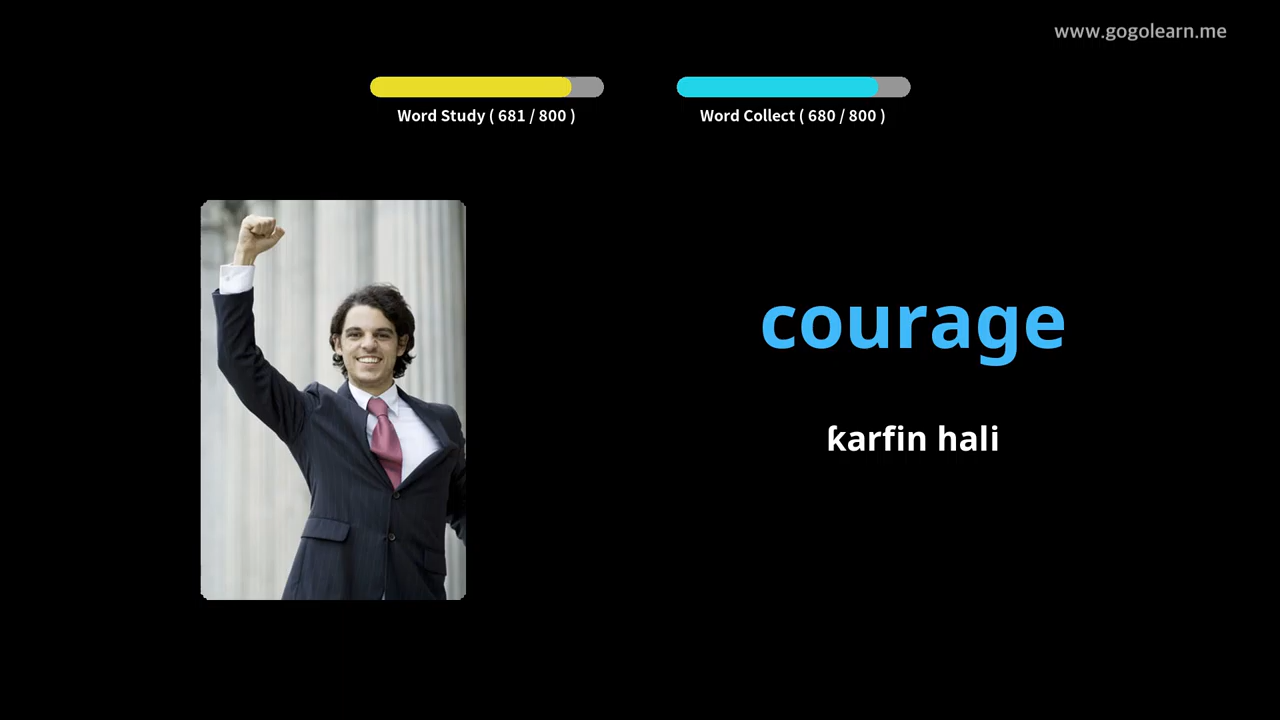 www.gogolearn.me
Word Study ( 681 / 800 )
Word Collect ( 680 / 800 )
courage
ƙarfin hali